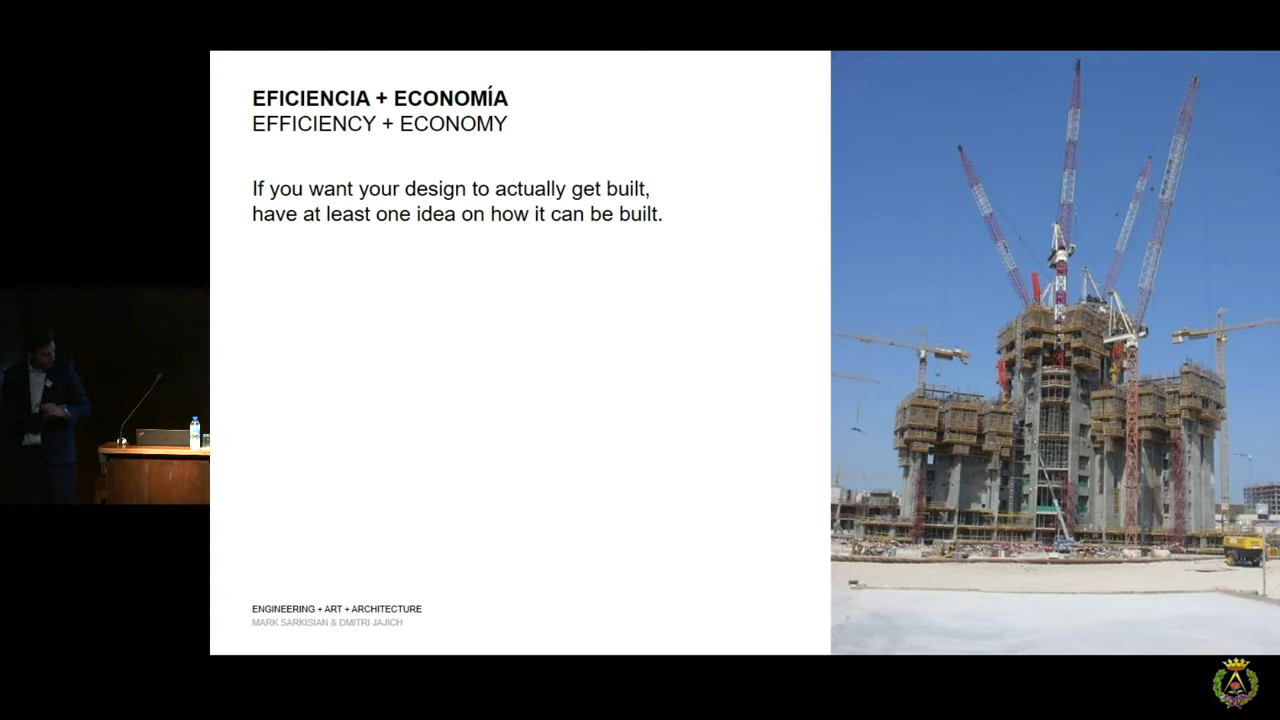 EFICIENCIA + ECONOMÍA
EFFICIENCY + ECONOMY
If you want your design to actually get built,
have at least one idea on how it can be built.
ENGINEERING + ART + ARCHITECTURE
MARK SARKISIAN & DMITRI JAJICH